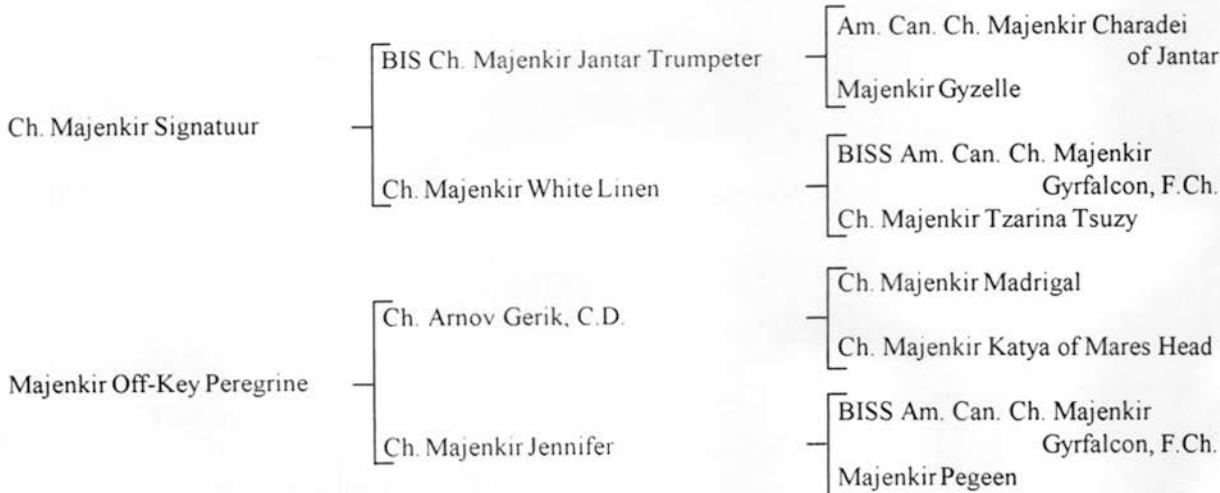 Am. Can. Ch. Majenkir Charadei
of Jantar
BIS Ch. Majenkir Jantar Trumpeter
Majenkir Gyzelle
Ch. Majenkir Signatuur
BISS Am. Can. Ch. Majenkir
Gyrfalcon, F.Ch.
Ch. Majenkir White Linen
Ch. Majenkir Tzarina Tsuzy
Ch. Majenkir Madrigal
Ch. Arnov Gerik, C.D.
Ch. Majenkir Katya of Mares Head
Majenkir Off-Key Peregrine
BISS Am. Can. Ch. Majenkir
Gyrfalcon, F.Ch.
Ch. Majenkir Jennifer
Majenkir Pegeen